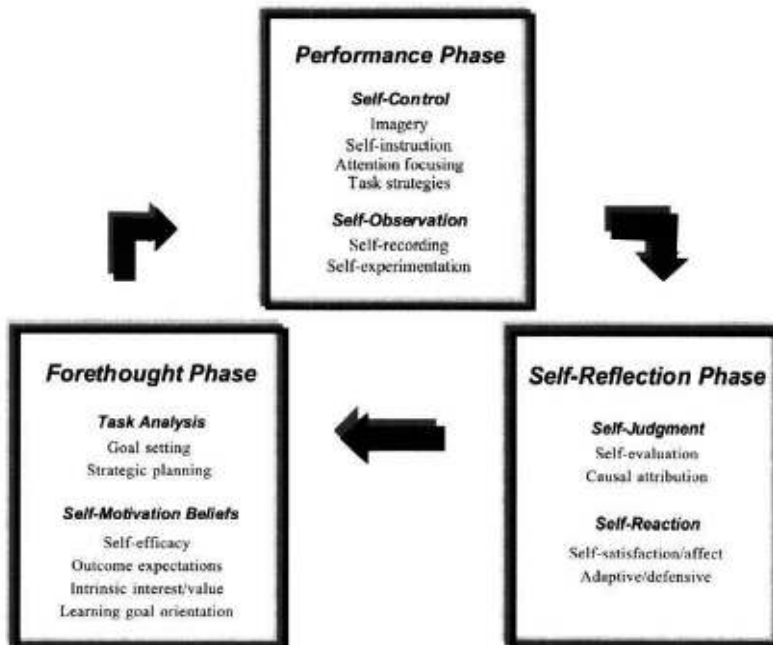 Performance Phase
Self-Control
Imagery
Self-instruction
Attention focusing
Task strategies
Self-Observation
Self-recording
Self-experimentation
Forethought Phase
Task Analysis
Goal setting
Strategic planning
Self-Motivation Beliefs
Self-efficacy
Outcome expectations
Intrinsic interest/value
Learning goal orientation
Self-Reflection Phase
Self-Judgment
Self-evaluation
Causal attribution
Self-Reaction
Self-satisfaction/affect
Adaptive/defensive